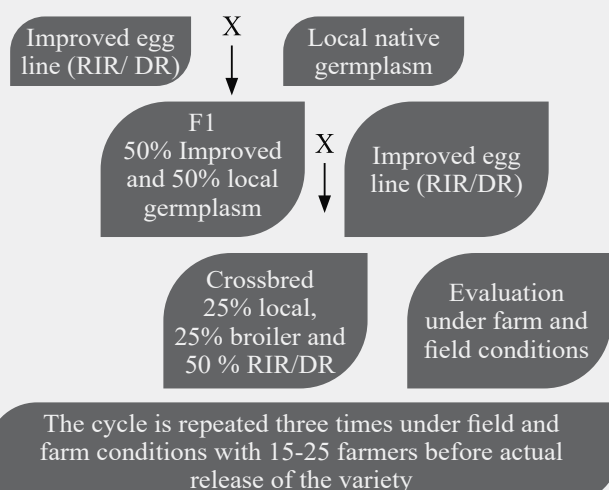 Improved egg
line (RIR/ DR)
X
Local native
germplasm
F1
50% Improved
and 50% local
germplasm
X
Improved egg
line (RIR/DR)
Crossbred
25% local,
25% broiler and
50 % RIR/DR
Evaluation
under farm and
field conditions
The cycle is repeated three times under field and
farm conditions with 15-25 farmers before actual
release of the variety